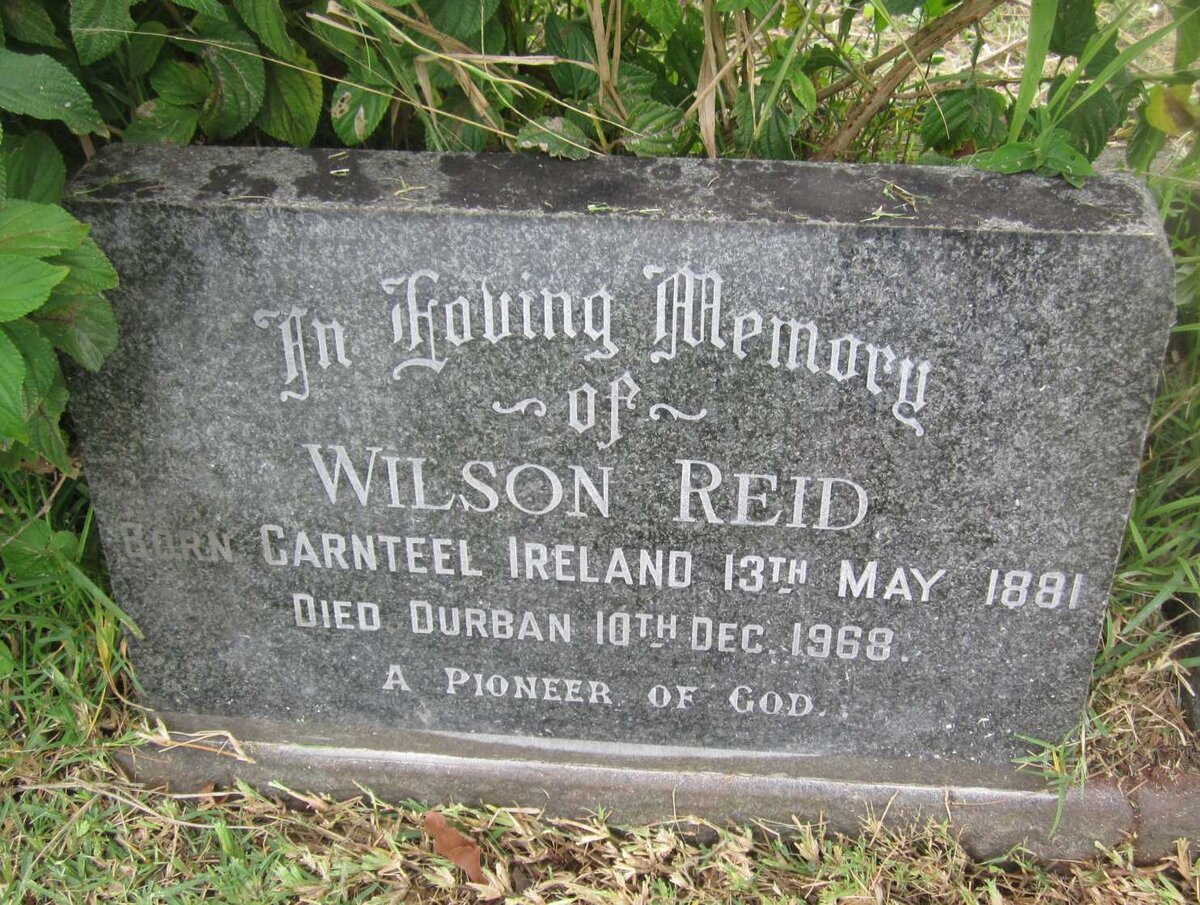 In Loving Memory
~ of ~
WILSON REID
BORN CARNTEEL IRELAND 13TH MAY 1881
DIED DURBAN 10TH DEC. 1968.
A PIONEER OF GOD.